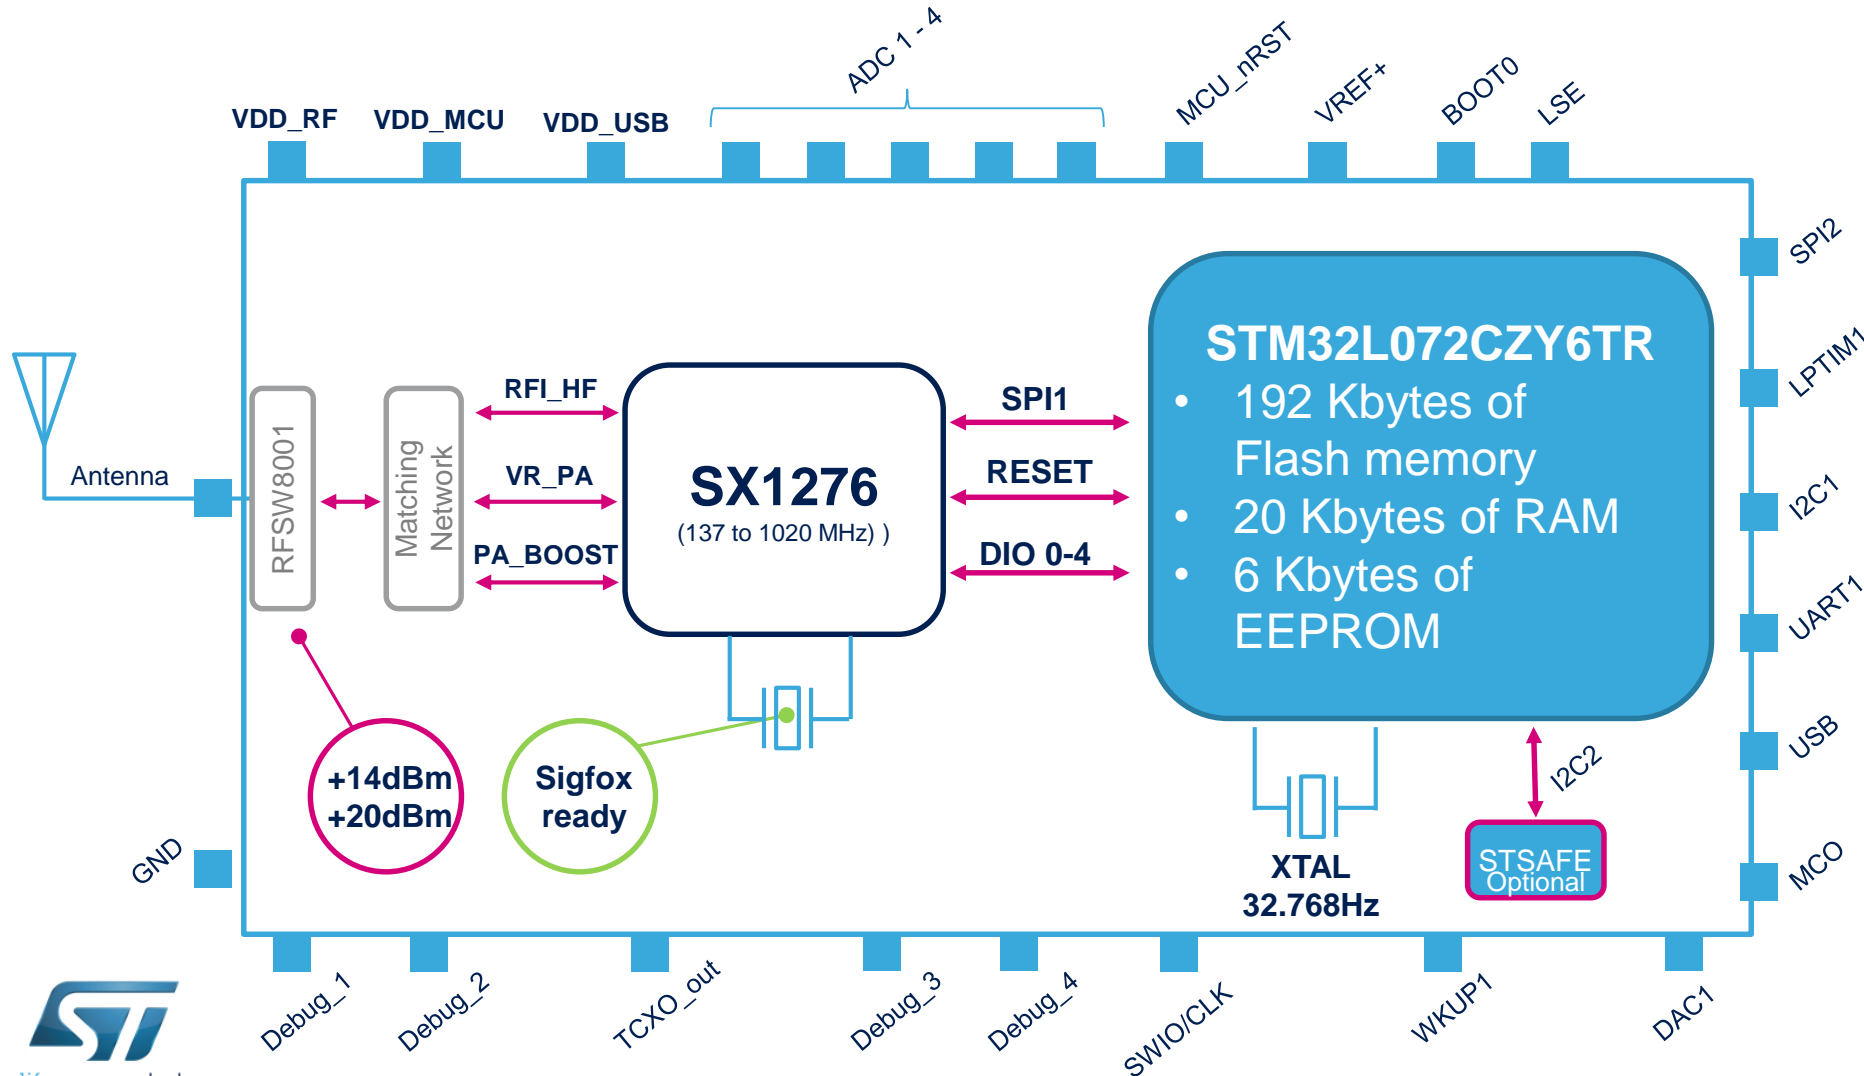 ADC 1 - 4
MCU_nRST
VREF+
BOOT0
LSE
VDD_RF
VDD_MCU
VDD_USB
SPI2
LPTIM1
I2C1
UART1
USB
MCO
Antenna
RFSW8001
Matching
Network
RFI_HF
VR_PA
PA_BOOST
SX1276
(137 to 1020 MHz) )
SPI1
RESET
DIO 0-4
STM32L072CZY6TR
• 192 Kbytes of
Flash memory
• 20 Kbytes of RAM
• 6 Kbytes of
EEPROM
+14dBm
+20dBm
Sigfox
ready
XTAL
32.768Hz
I2C2
STSAFE
Optional
GND
Debug_1
Debug_2
TCXO_out
Debug_3
Debug_4
SWIO/CLK
WKUP1
DAC1
ST